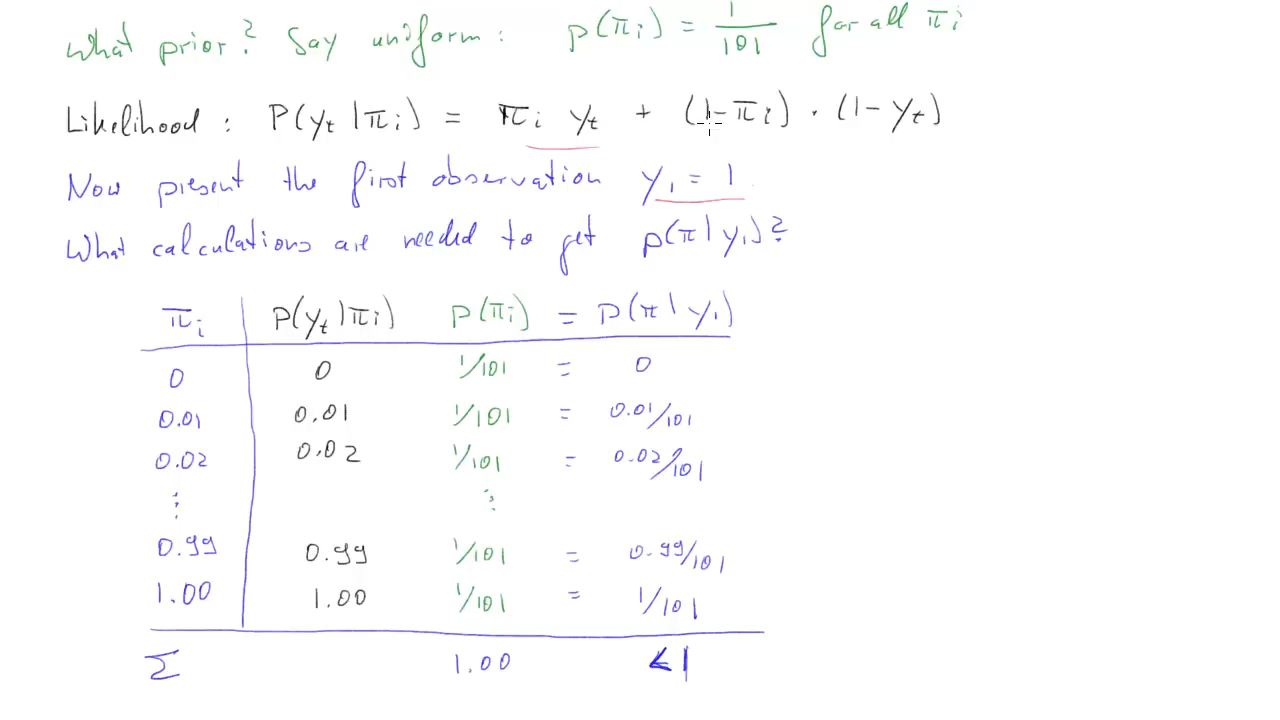 What prior? Say uniform: p(πi) = 1/101 for all πi
Likelihood: P(yt|πi) = πi yt + (1-πi) · (1-yt)
Now present the first observation y1 = 1
What calculations are needed to get p(π|y1)?
πi P(yt|πi) p(πi) = P(π|y1)
0 0 1/101 = 0
0.01 0.01 1/101 = 0.01/101
0.02 0.02 1/101 = 0.02/101
⋮ ⋮
0.99 0.99 1/101 = 0.99/101
1.00 1.00 1/101 = 1/101
Σ 1.00 <1